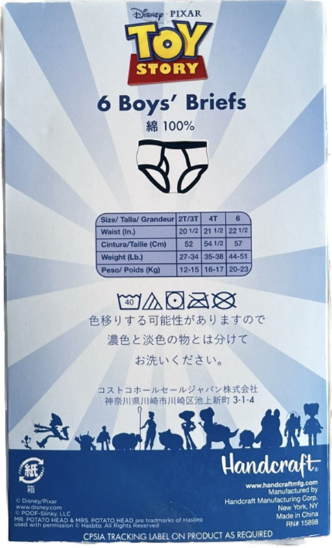 Disney · PIXAR
TOY
STORY
6 Boys' Briefs
綿 100%
Size/ Talla/ Grandeur 2T/3T 4T 6
Waist (In.) 20 1/2 21 1/2 22 1/2
Cintura/Taille (Cm) 52 54 1/2 57
Weight (Lb.) 27-34 35-38 44-51
Peso/ Poids (Kg) 12-15 16-17 20-23
40
色移りする可能性がありますので
濃色と淡色の物とは分けて
お洗いください。
コストコホールセールジャパン株式会社
神奈川県川崎市川崎区池上新町 3-1-4
紙
箱
Handcraft®
www.handcraftmfg.com
Manufactured by
Handcraft Manufacturing Corp.
New York, NY
Made in China
RN# 15898
© Disney/Pixar
www.disney.com
© POOF-Slinky, LLC
MR. POTATO HEAD & MRS. POTATO HEAD are trademarks of Hasbro
used with permission © Hasbro. All Rights Reserved.
CPSIA TRACKING LABEL ON PRODUCT AS REQUIRED